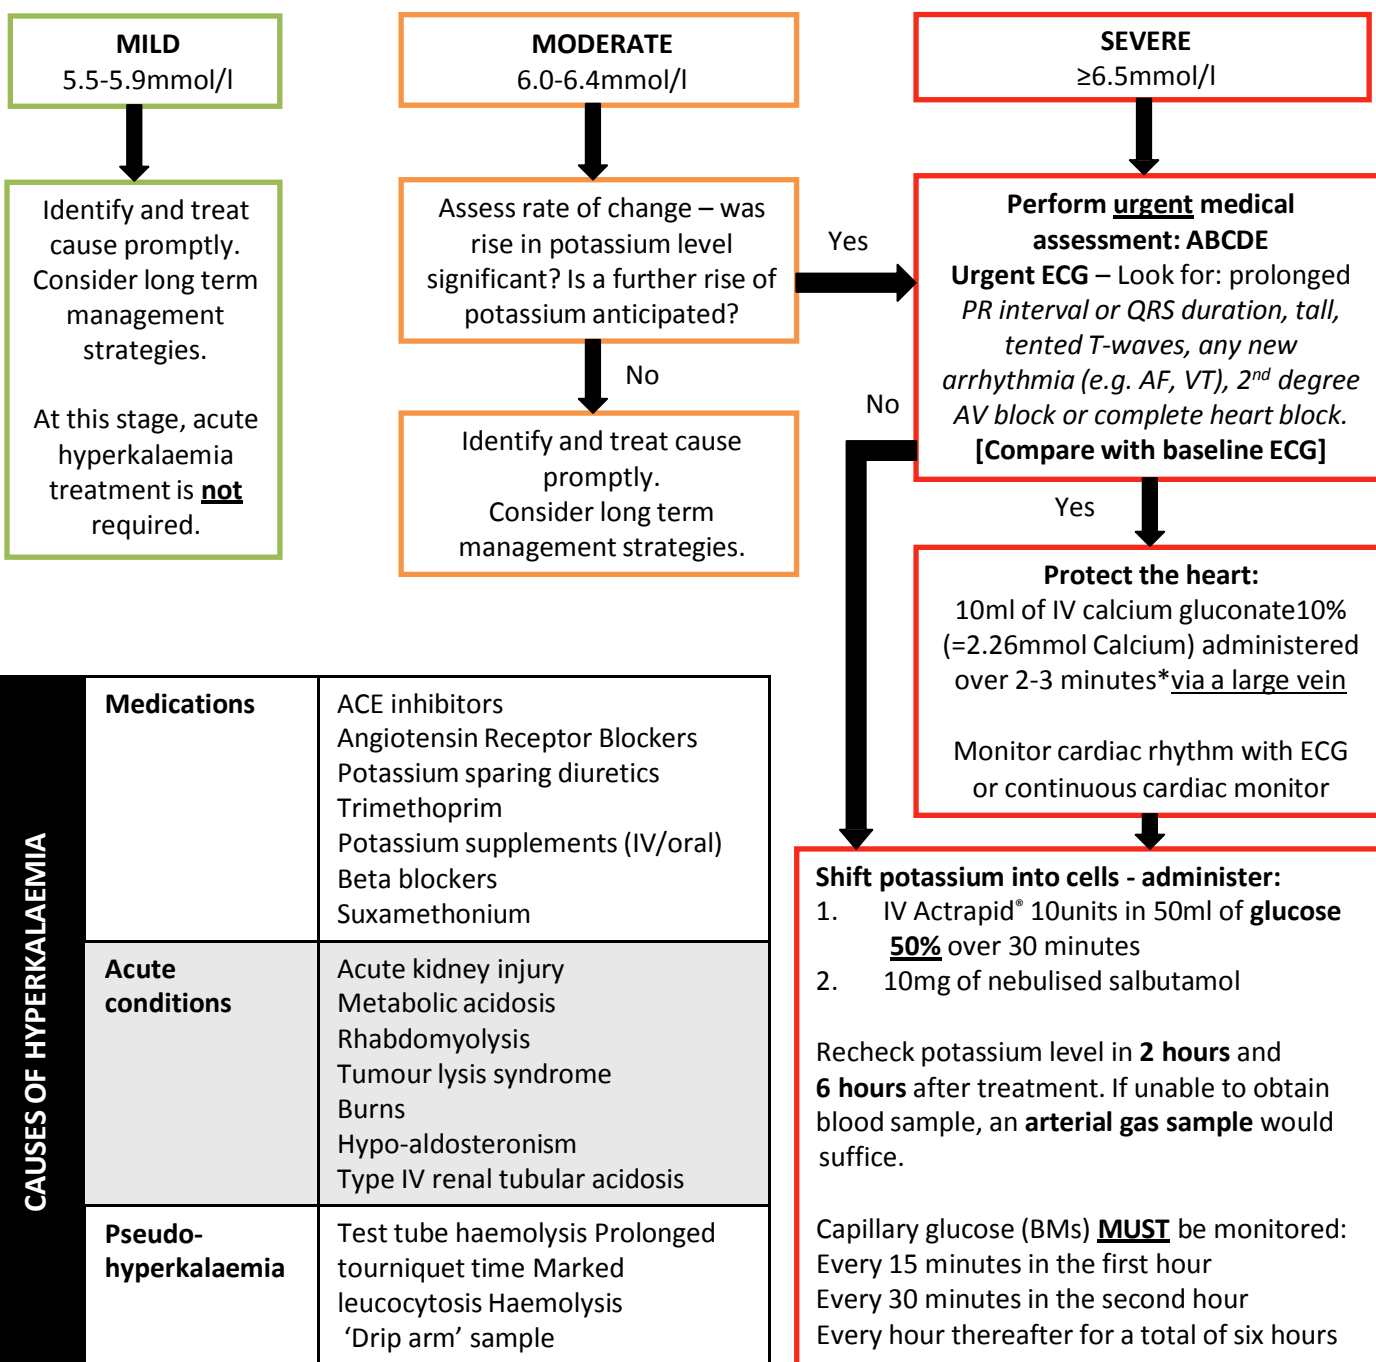 MILD
5.5-5.9mmol/l
MODERATE
6.0-6.4mmol/l
SEVERE
≥6.5mmol/l
Identify and treat
cause promptly.
Consider long term
management
strategies.
At this stage, acute
hyperkalaemia
treatment is not
required.
Assess rate of change – was
rise in potassium level
significant? Is a further rise of
potassium anticipated?
Yes
No
Identify and treat cause
promptly.
Consider long term
management strategies.
Perform urgent medical
assessment: ABCDE
Urgent ECG – Look for: prolonged
PR interval or QRS duration, tall,
tented T-waves, any new
arrhythmia (e.g. AF, VT), 2nd degree
AV block or complete heart block.
[Compare with baseline ECG]
No
Yes
Protect the heart:
10ml of IV calcium gluconate10%
(=2.26mmol Calcium) administered
over 2-3 minutes*via a large vein
Monitor cardiac rhythm with ECG
or continuous cardiac monitor
Shift potassium into cells - administer:
1. IV Actrapid® 10units in 50ml of glucose
50% over 30 minutes
2. 10mg of nebulised salbutamol
Recheck potassium level in 2 hours and
6 hours after treatment. If unable to obtain
blood sample, an arterial gas sample would
suffice.
Capillary glucose (BMs) MUST be monitored:
Every 15 minutes in the first hour
Every 30 minutes in the second hour
Every hour thereafter for a total of six hours
CAUSES OF HYPERKALAEMIA
Medications
ACE inhibitors
Angiotensin Receptor Blockers
Potassium sparing diuretics
Trimethoprim
Potassium supplements (IV/oral)
Beta blockers
Suxamethonium
Acute
conditions
Acute kidney injury
Metabolic acidosis
Rhabdomyolysis
Tumour lysis syndrome
Burns
Hypo-aldosteronism
Type IV renal tubular acidosis
Pseudo-
hyperkalaemia
Test tube haemolysis Prolonged
tourniquet time Marked
leucocytosis Haemolysis
‘Drip arm’ sample